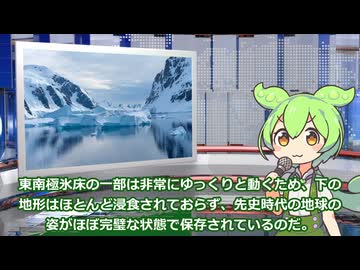 東南極氷床の一部は非常にゆっくりと動くため、下の
地形はほとんど浸食されておらず、先史時代の地球の
姿がほぼ完璧な状態で保存されているのだ。